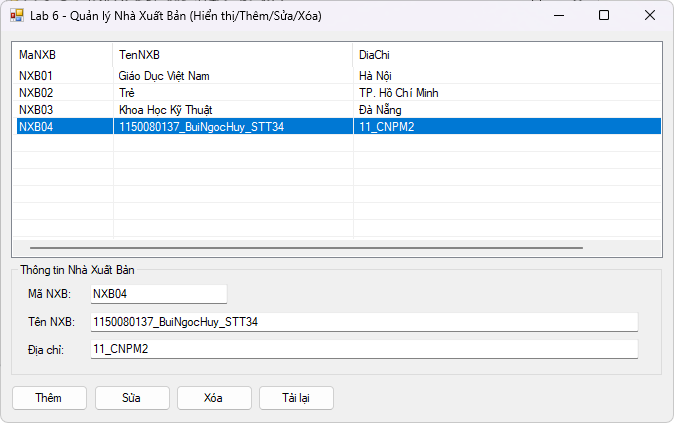 Lab 6 - Quản lý Nhà Xuất Bản (Hiển thị/Thêm/Sửa/Xóa)
MaNXB TenNXB DiaChi
NXB01 Giáo Dục Việt Nam Hà Nội
NXB02 Trẻ TP. Hồ Chí Minh
NXB03 Khoa Học Kỹ Thuật Đà Nẵng
NXB04 1150080137_BuiNgocHuy_STT34 11_CNPM2
Thông tin Nhà Xuất Bản
Mã NXB: NXB04
Tên NXB: 1150080137_BuiNgocHuy_STT34
Địa chỉ: 11_CNPM2
Thêm Sửa Xóa Tải lại